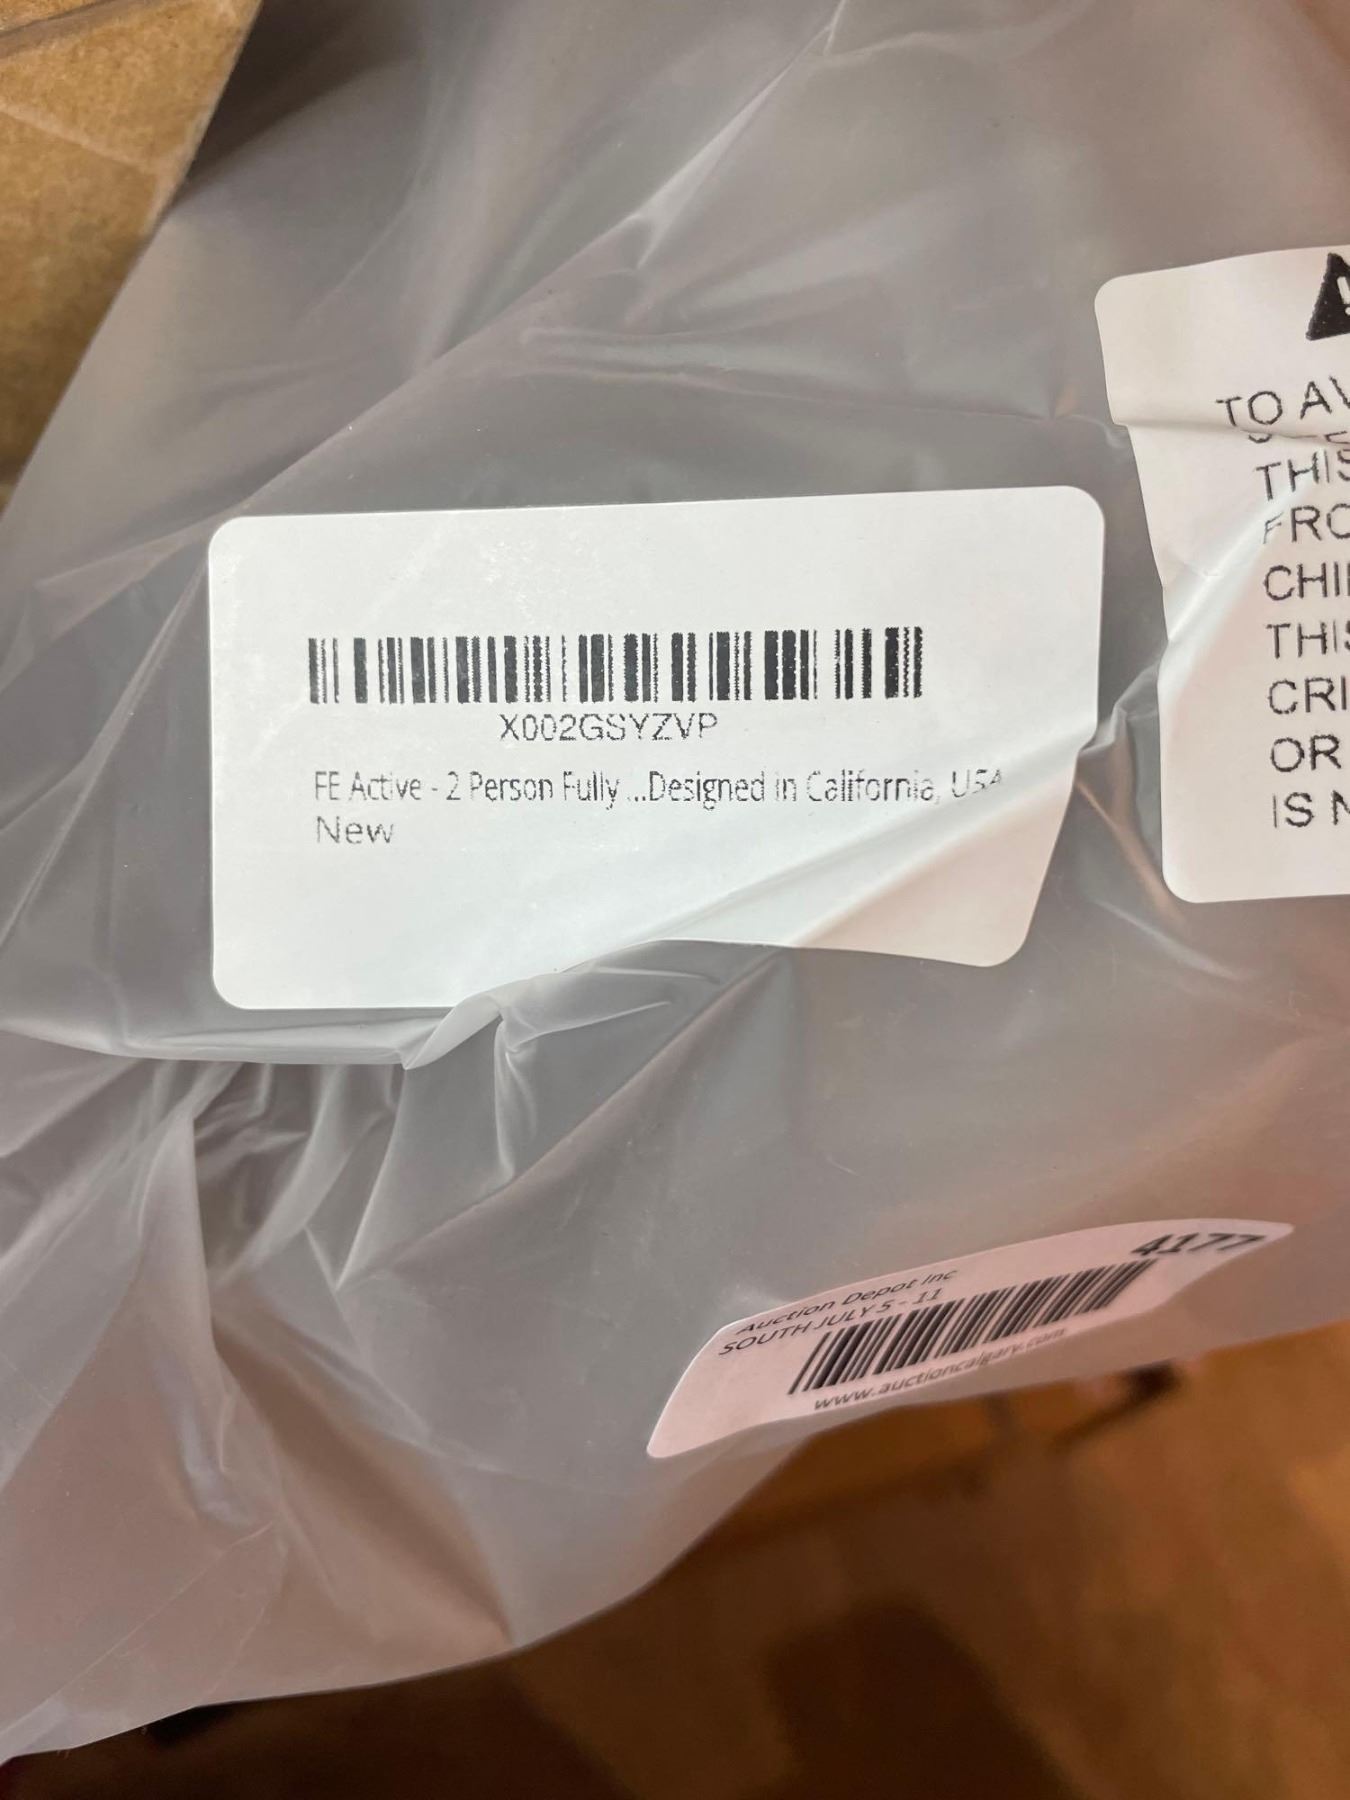 X002GSYZVP
FE Active - 2 Person Fully ...Designed in California, USA
New
TO AV
THIS
FRO
CHI
THIS
CRI
OR
IS N
4177
Auction Depot Inc
SOUTH JULY 5 - 11
www.auctioncalgary.com